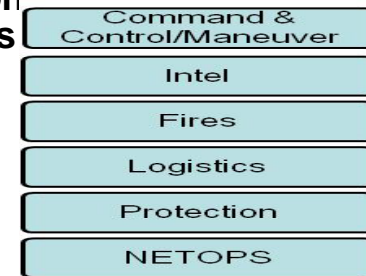 Command &
Control/Maneuver
s
Intel
Fires
Logistics
Protection
NETOPS